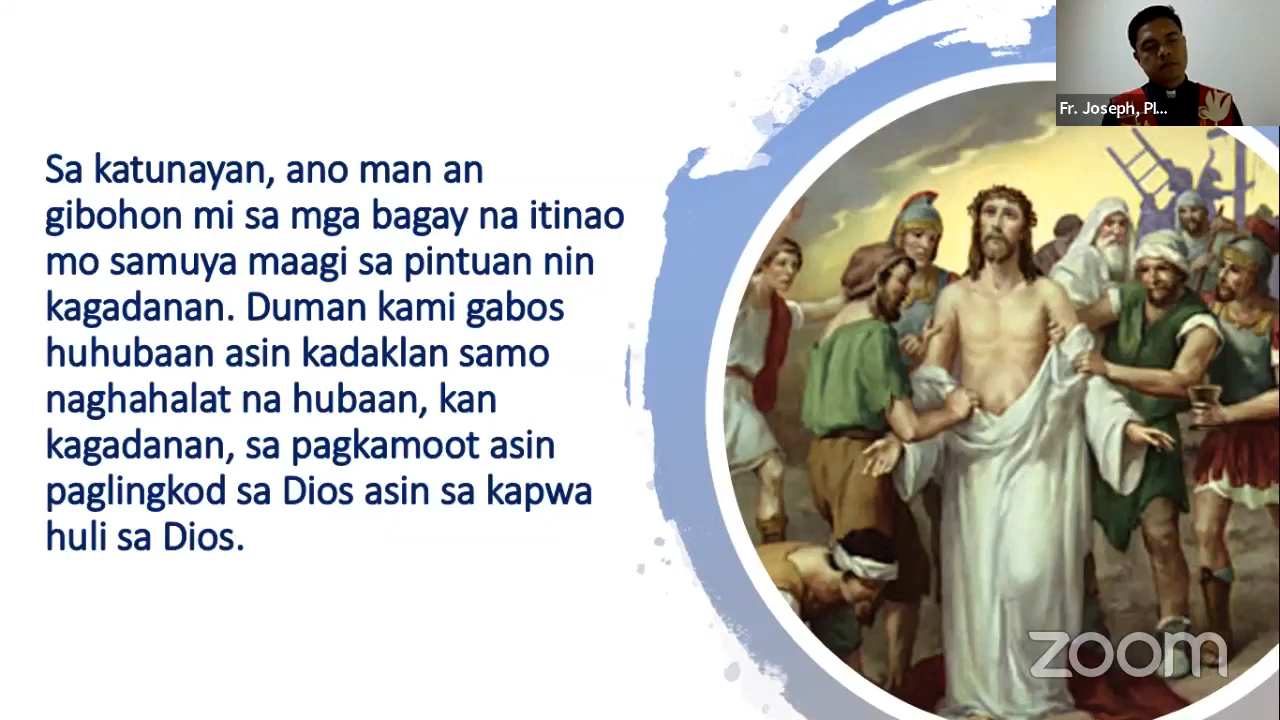 Sa katunayan, ano man an
gibohon mi sa mga bagay na itinao
mo samuya maagi sa pintuan nin
kagadanan. Duman kami gabos
huhubaan asin kadaklan samo
naghahalat na hubaan, kan
kagadanan, sa pagkamoot asin
paglingkod sa Dios asin sa kapwa
huli sa Dios.
Fr. Joseph, Pl...
zoom